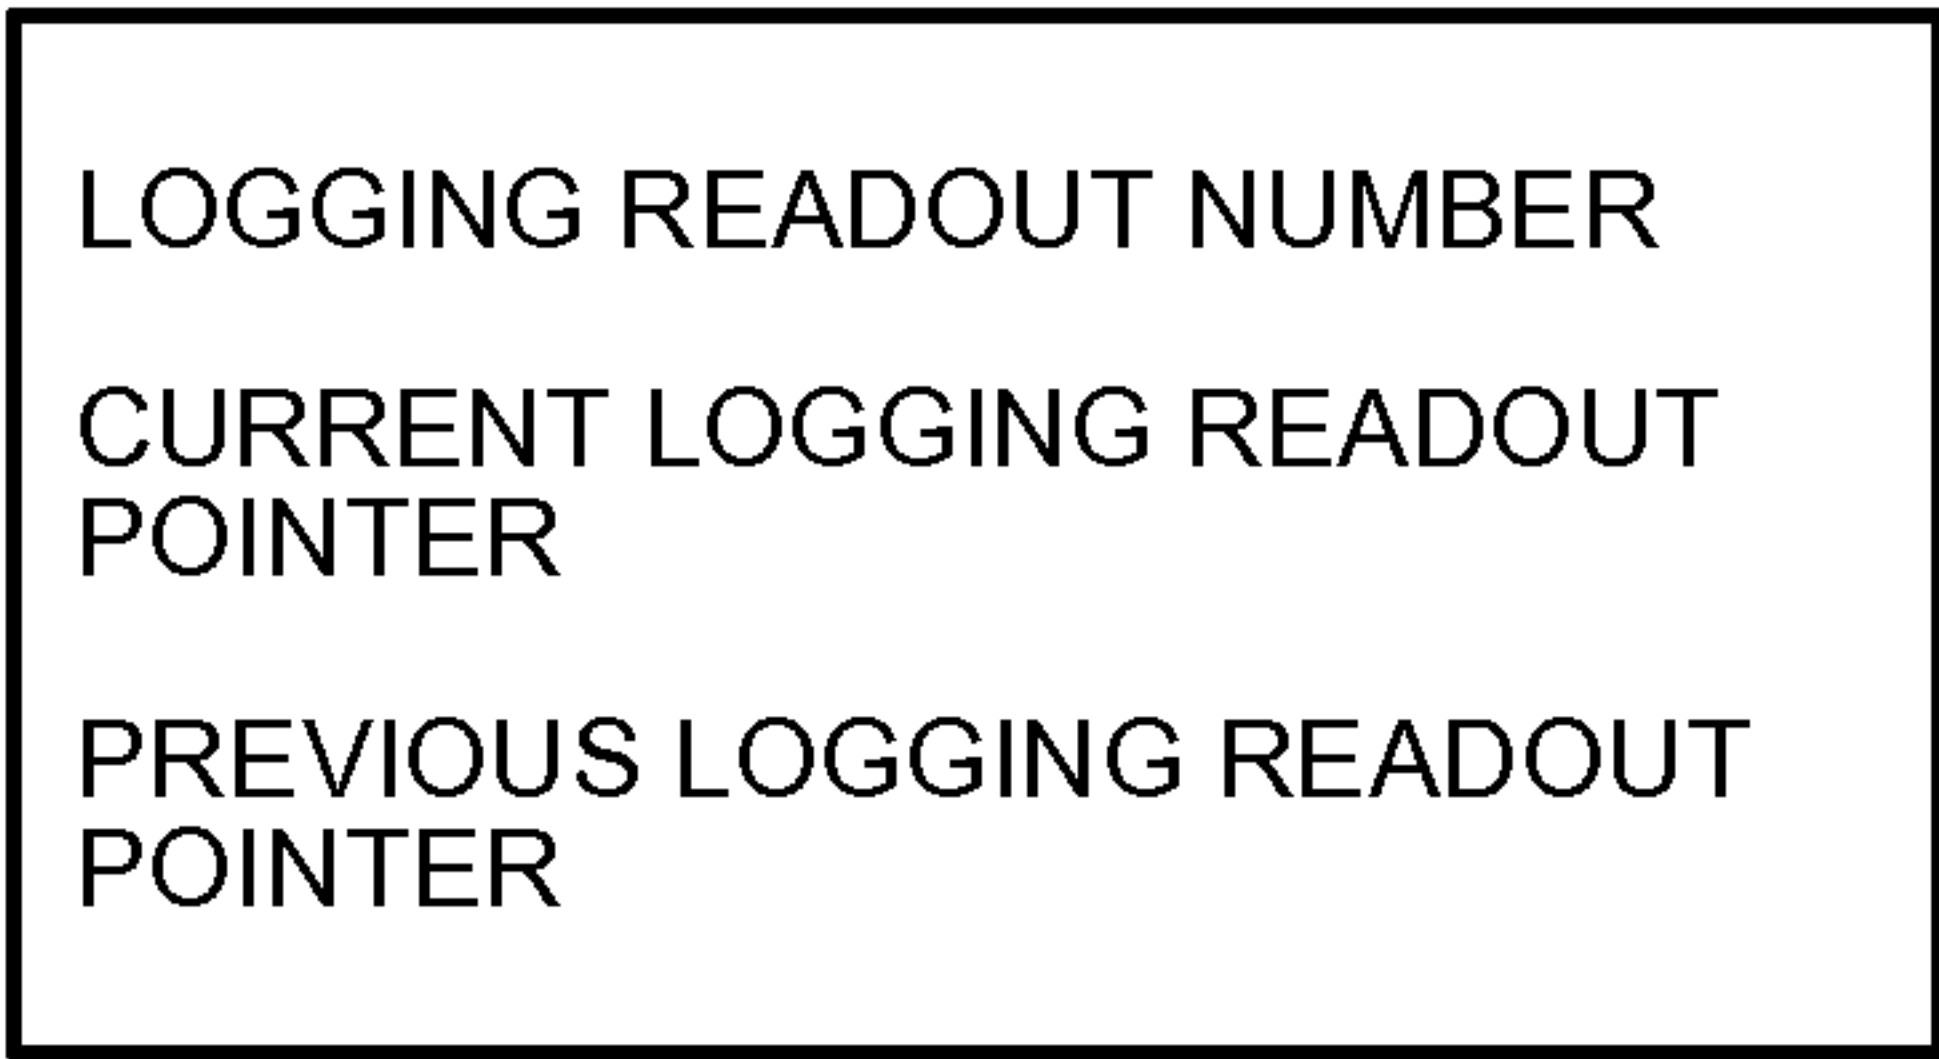 LOGGING READOUT NUMBER
CURRENT LOGGING READOUT
POINTER
PREVIOUS LOGGING READOUT
POINTER